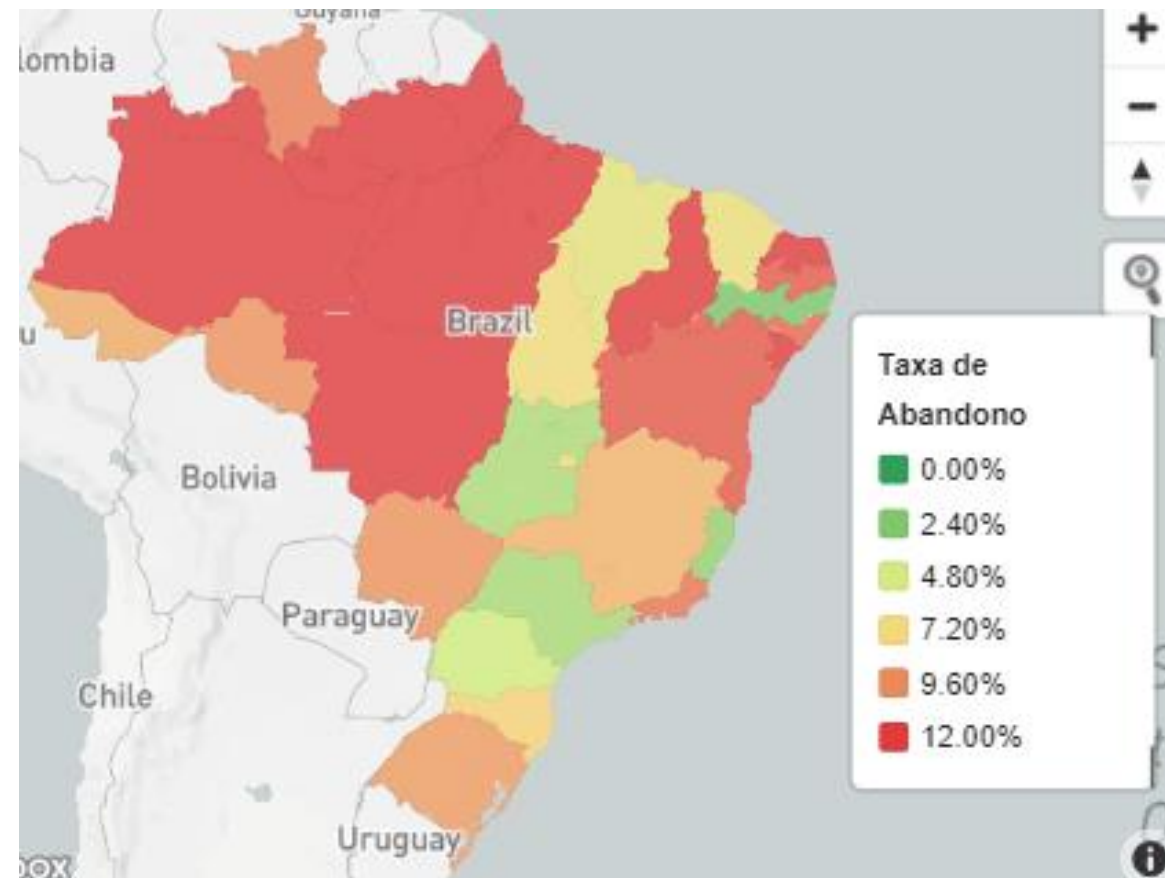 lombia
Brazil
u
Bolivia
Paraguay
Chile
Uruguay
box
+
−
Taxa de
Abandono
0.00%
2.40%
4.80%
7.20%
9.60%
12.00%
i